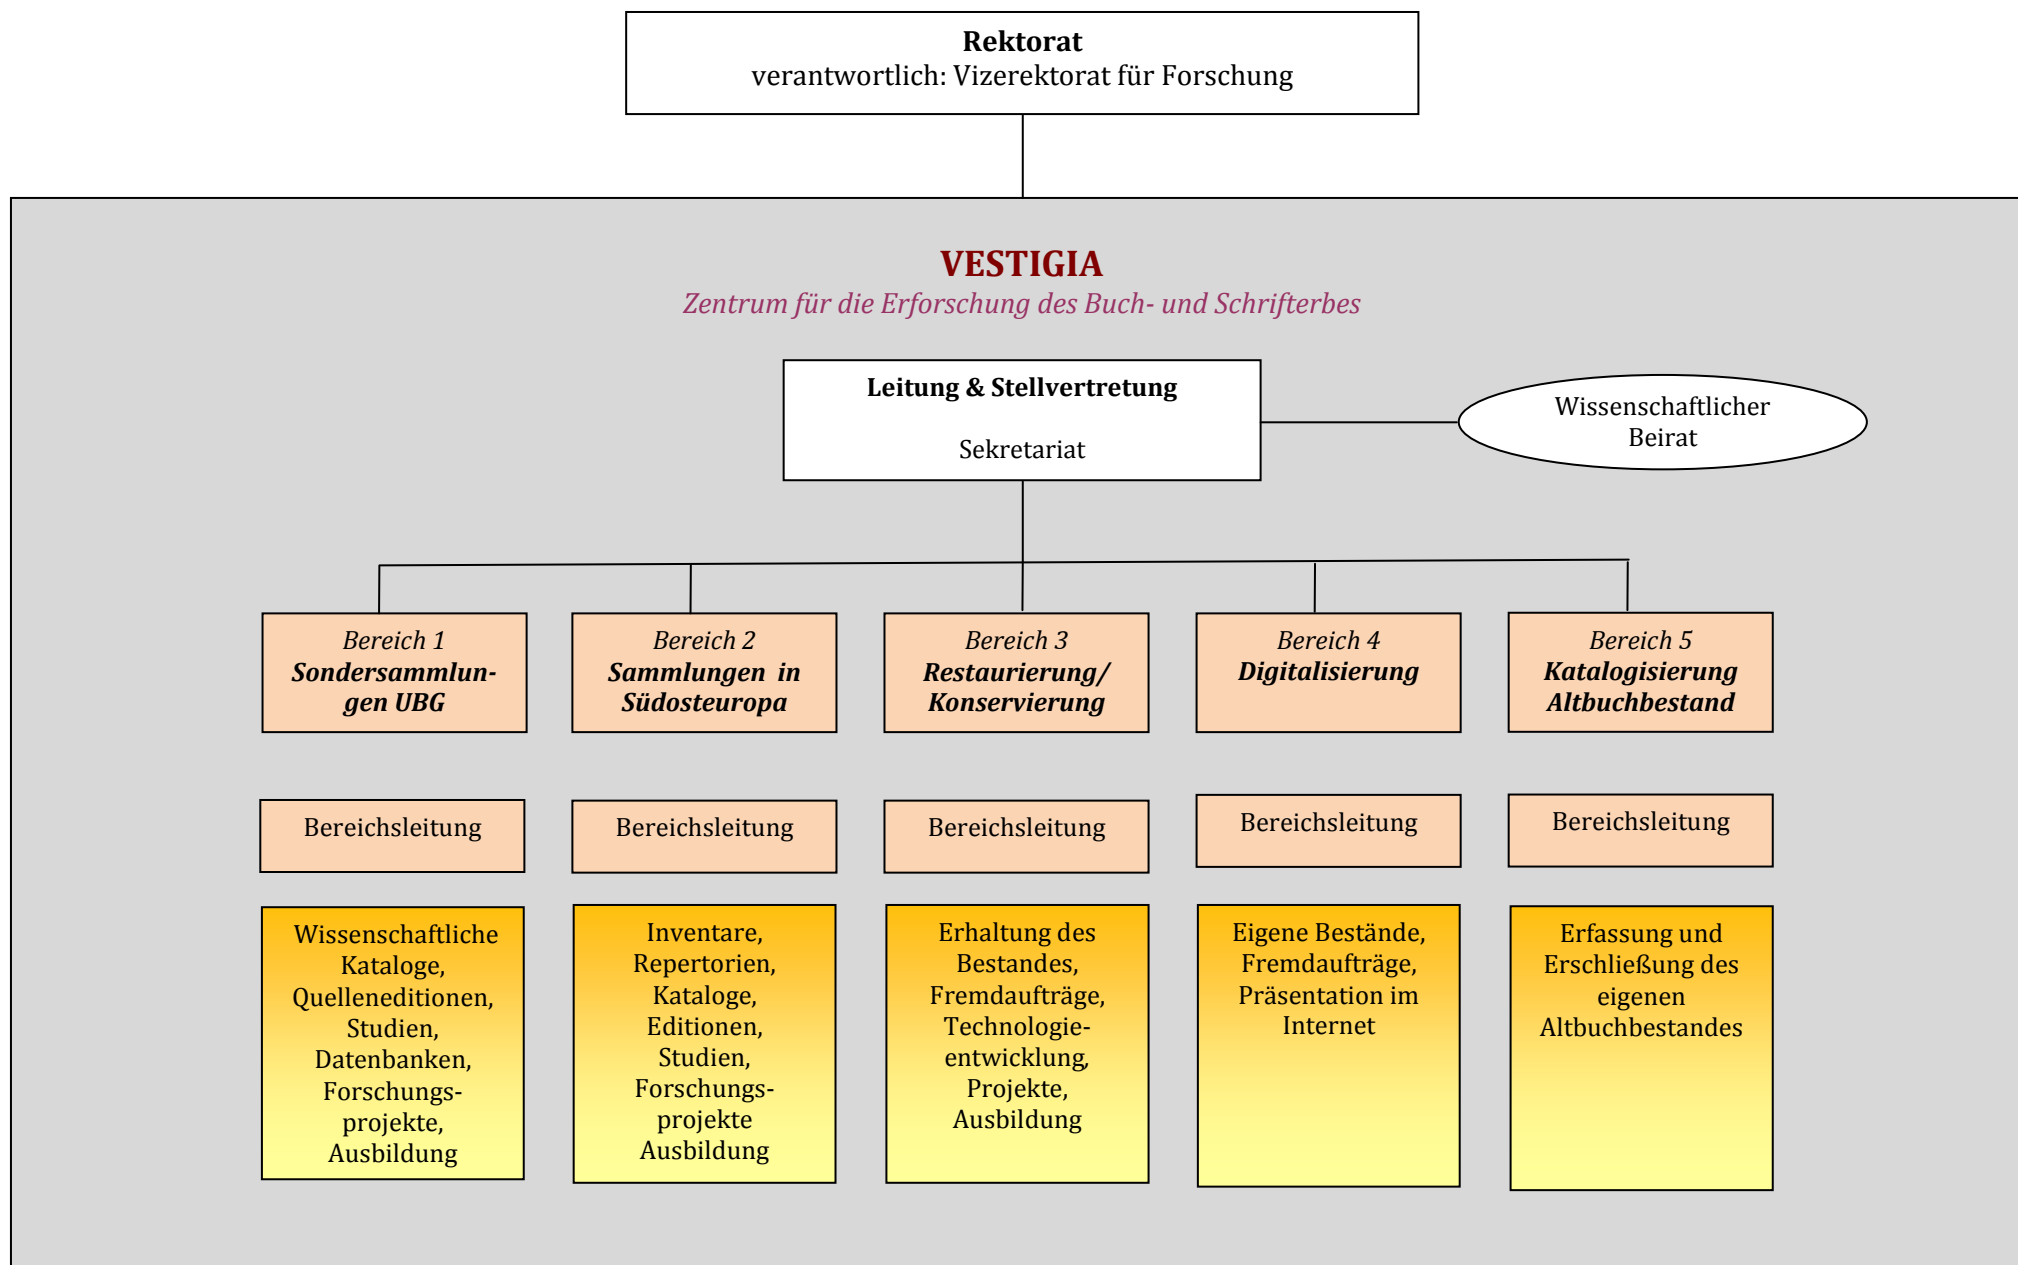 Rektorat
verantwortlich: Vizerektorat für Forschung
VESTIGIA
Zentrum für die Erforschung des Buch- und Schrifterbes
Leitung & Stellvertretung
Sekretariat
Wissenschaftlicher
Beirat
Bereich 1
Sondersammlun-
gen UBG
Bereich 2
Sammlungen in
Südosteuropa
Bereich 3
Restaurierung/
Konservierung
Bereich 4
Digitalisierung
Bereich 5
Katalogisierung
Altbuchbestand
Bereichsleitung
Bereichsleitung
Bereichsleitung
Bereichsleitung
Bereichsleitung
Wissenschaftliche
Kataloge,
Quelleneditionen,
Studien,
Datenbanken,
Forschungs-
projekte,
Ausbildung
Inventare,
Repertorien,
Kataloge,
Editionen,
Studien,
Forschungs-
projekte
Ausbildung
Erhaltung des
Bestandes,
Fremdaufträge,
Technologie-
entwicklung,
Projekte,
Ausbildung
Eigene Bestände,
Fremdaufträge,
Präsentation im
Internet
Erfassung und
Erschließung des
eigenen
Altbuchbestandes